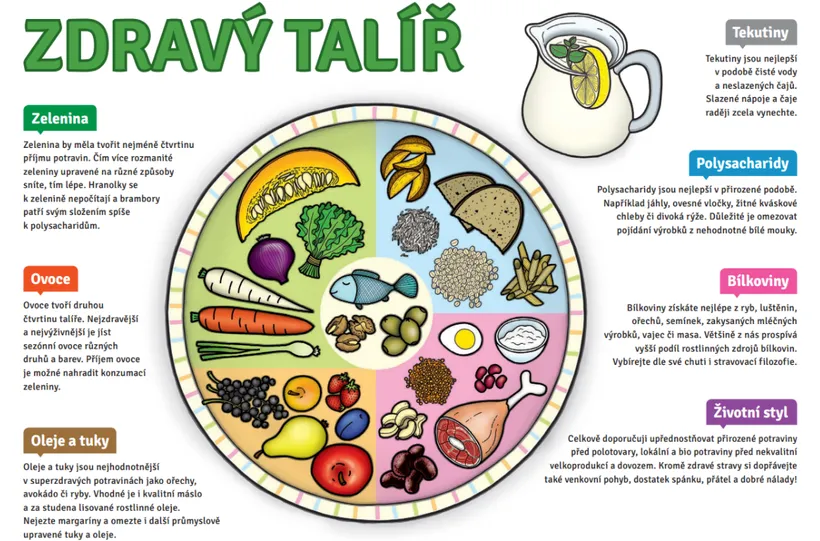 ZDRAVÝ TALÍŘ
Zelenina
Zelenina by měla tvořit nejméně čtvrtinu
příjmu potravin. Čím více rozmanité
zeleniny upravené na různé způsoby
sníte, tím lépe. Hranolky se
k zelenině nepočítají a brambory
patří svým složením spíše
k polysacharidům.
Ovoce
Ovoce tvoří druhou
čtvrtinu talíře. Nejzdravější
a nejvýživnější je jíst
sezónní ovoce různých
druhů a barev. Příjem ovoce
je možné nahradit konzumací
zeleniny.
Oleje a tuky
Oleje a tuky jsou nejhodnotnější
v superzdravých potravinách jako ořechy,
avokádo či ryby. Vhodné je i kvalitní máslo
a za studena lisované rostlinné oleje.
Nejezte margaríny a omezte i další průmyslově
upravené tuky a oleje.
Tekutiny
Tekutiny jsou nejlepší
v podobě čisté vody
a neslazených čajů.
Slazené nápoje a čaje
raději zcela vynechte.
Polysacharidy
Polysacharidy jsou nejlepší v přirozené podobě.
Například jáhly, ovesné vločky, žitné kváskové
chleby či divoká rýže. Důležité je omezovat
pojídání výrobků z nehodnotné bílé mouky.
Bílkoviny
Bílkoviny získáte nejlépe z ryb, luštěnin,
ořechů, semínek, zakysaných mléčných
výrobků, vajec či masa. Většině z nás prospívá
vyšší podíl rostlinných zdrojů bílkovin.
Vybírejte dle své chuti i stravovací filozofie.
Životní styl
Celkově doporučuji upřednostňovat přirozené potraviny
před polotovary, lokální a bio potraviny před nekvalitní
velkoprodukcí a dovozem. Kromě zdravé stravy si dopřávejte
také venkovní pohyb, dostatek spánku, přátel a dobré nálady!